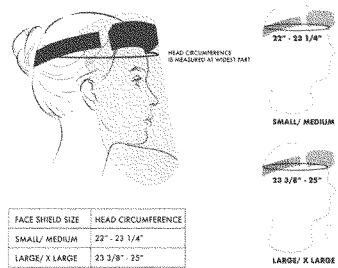 HEAD CIRCUMFERENCE
IS MEASURED AT WIDEST PART
22" - 23 1/4"
SMALL/ MEDIUM
23 3/8" - 25"
LARGE/ X LARGE
FACE SHIELD SIZE HEAD CIRCUMFERENCE
SMALL/ MEDIUM 22" - 23 1/4"
LARGE/ X LARGE 23 3/8" - 25"